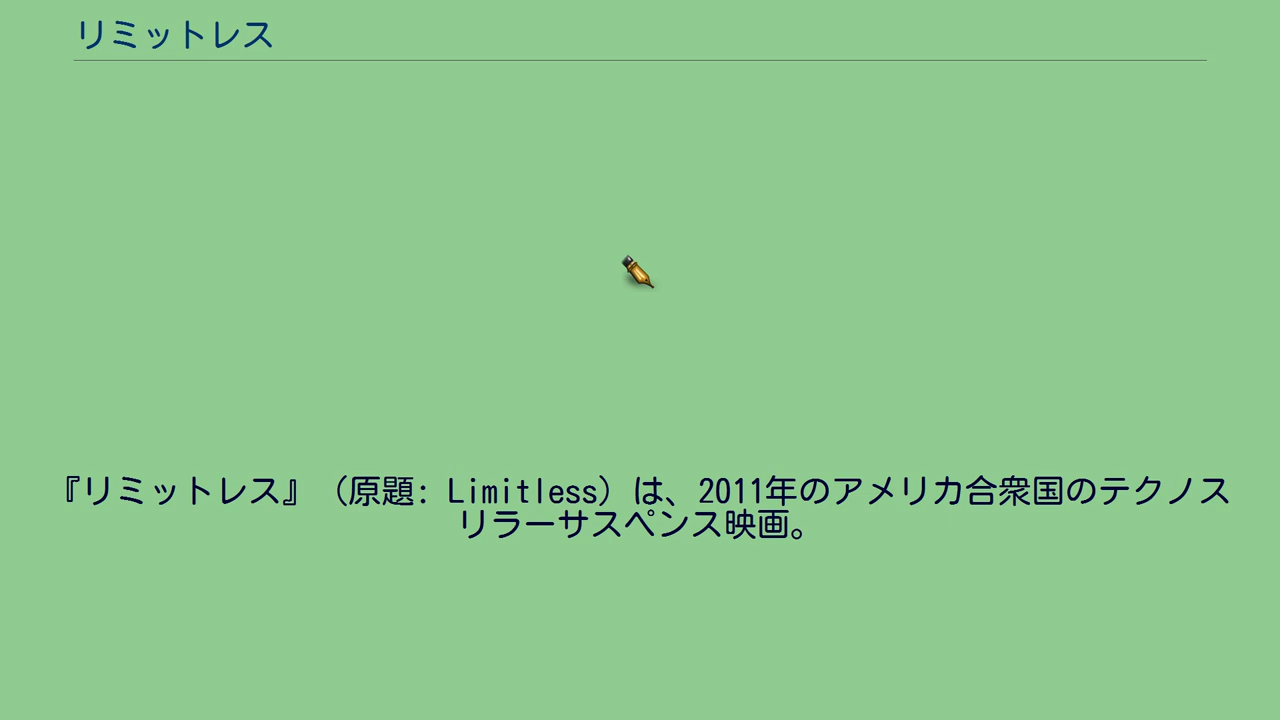 リミットレス
『リミットレス』（原題: Limitless）は、2011年のアメリカ合衆国のテクノス
リラーサスペンス映画。